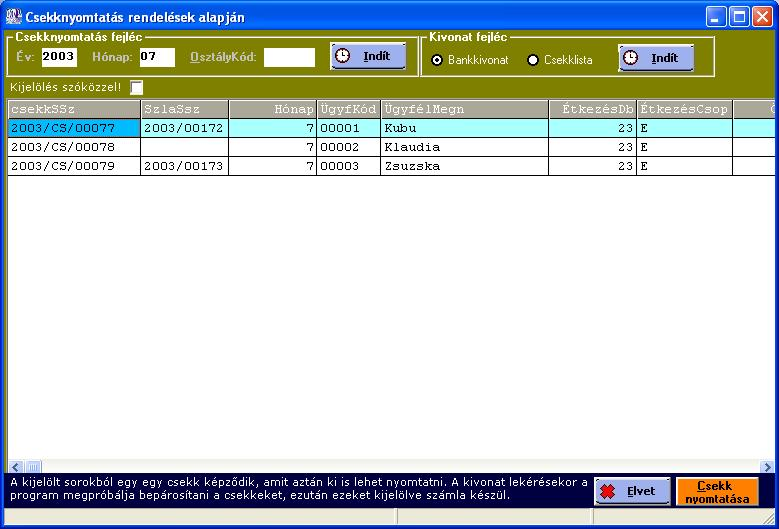 Csekknyomtatás rendelések alapján
Csekknyomtatás fejléc
Év: 2003 Hónap: 07 OsztályKód: Indít
Kivonat fejléc
Bankkivonat Csekklista Indít
Kijelölés szóközzel!
csekkSSz SzlaSsz Hónap ÜgyfKód ÜgyfélMegn ÉtkezésDb ÉtkezésCsop
2003/CS/00077 2003/00172 7 00001 Kubu 23 E
2003/CS/00078 7 00002 Klaudia 23 E
2003/CS/00079 2003/00173 7 00003 Zsuzska 23 E
A kijelölt sorokból egy egy csekk képződik, amit aztán ki is lehet nyomtatni. A kivonat lekérésekor a
program megpróbálja bepárosítani a csekkeket, ezután ezeket kijelölve számla készül.
Elvet
Csekk
nyomtatása